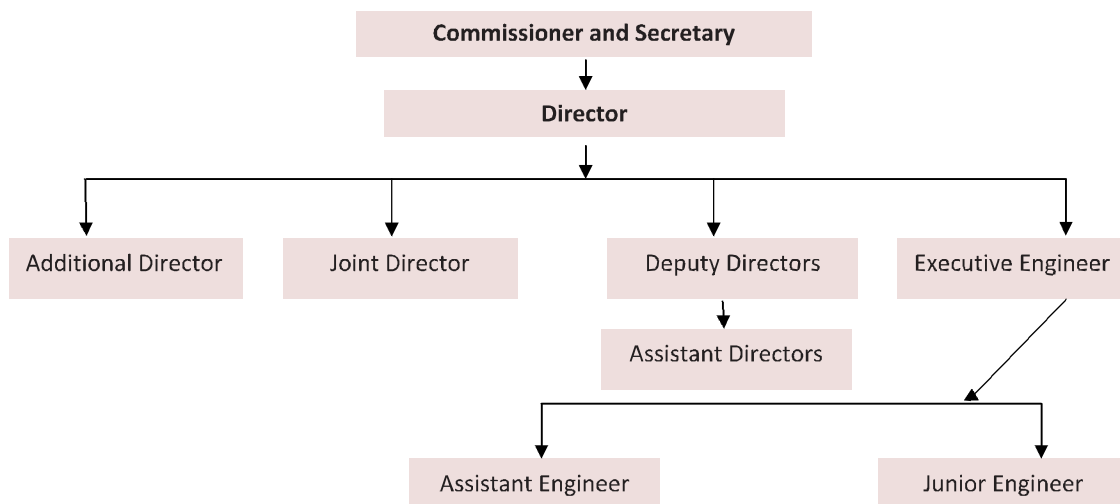 Commissioner and Secretary
Director
Additional Director
Joint Director
Deputy Directors
Executive Engineer
Assistant Directors
Assistant Engineer
Junior Engineer